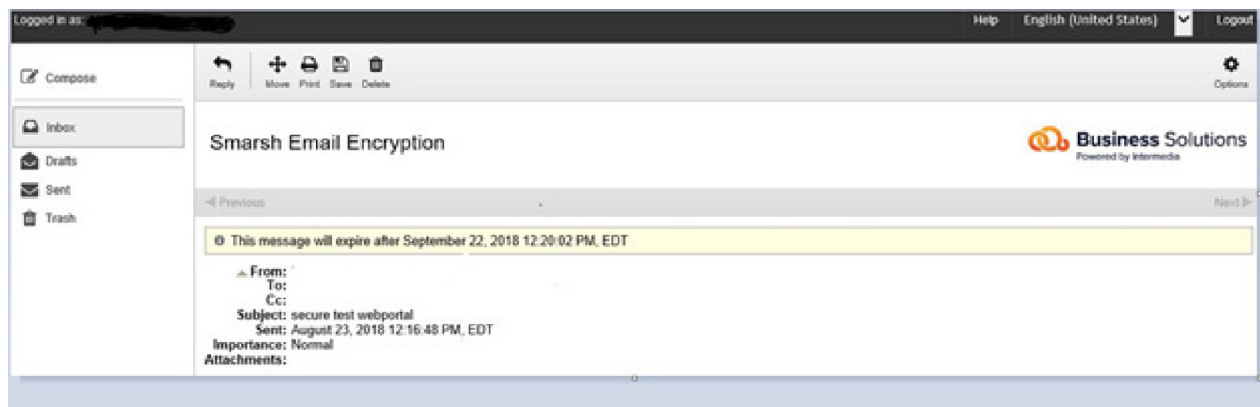 Logged in as:
Help English (United States) Logout
Compose
Reply Move Print Save Delete
Options
Inbox
Drafts
Sent
Trash
Smarsh Email Encryption
Business Solutions
Powered by Intermedia
Previous
Next
This message will expire after September 22, 2018 12:20:02 PM, EDT
From:
To:
Cc:
Subject: secure test webportal
Sent: August 23, 2018 12:16:48 PM, EDT
Importance: Normal
Attachments: